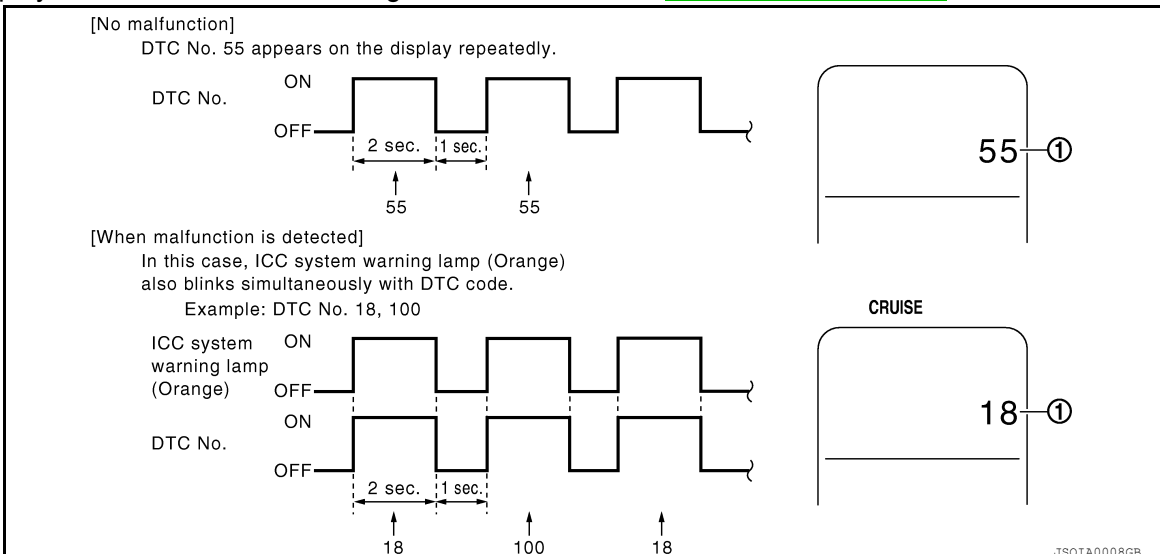 [No malfunction]
DTC No. 55 appears on the display repeatedly.
ON
DTC No.
OFF
2 sec.
1 sec.
55
55
55
1
[When malfunction is detected]
In this case, ICC system warning lamp (Orange)
also blinks simultaneously with DTC code.
Example: DTC No. 18, 100
CRUISE
ICC system
warning lamp
(Orange)
ON
OFF
ON
DTC No.
OFF
2 sec.
1 sec.
18
100
18
18
1
JSOIA0008GB